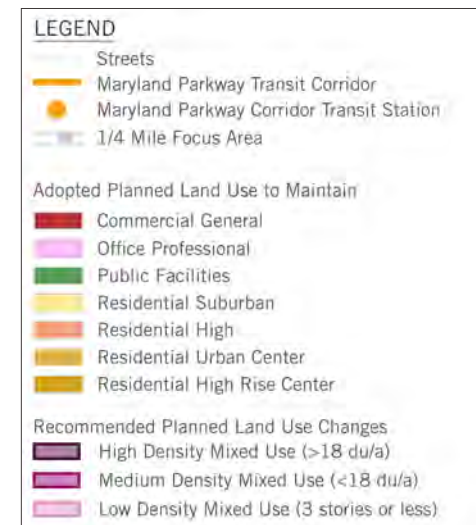 LEGEND
Streets
Maryland Parkway Transit Corridor
Maryland Parkway Corridor Transit Station
1/4 Mile Focus Area
Adopted Planned Land Use to Maintain
Commercial General
Office Professional
Public Facilities
Residential Suburban
Residential High
Residential Urban Center
Residential High Rise Center
Recommended Planned Land Use Changes
High Density Mixed Use (>18 du/a)
Medium Density Mixed Use (<18 du/a)
Low Density Mixed Use (3 stories or less)